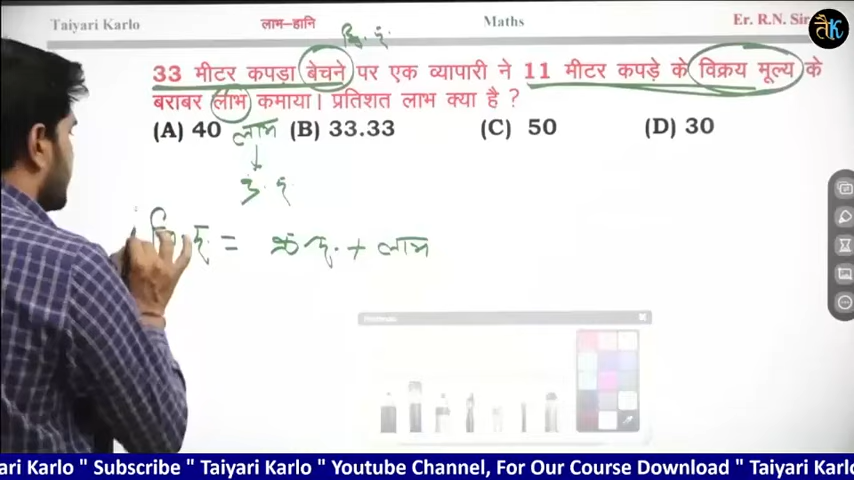 Taiyari Karlo लाभ-हानि Maths Er. R.N. Sir
33 मीटर कपड़ा बेचने पर एक व्यापारी ने 11 मीटर कपड़े के विक्रय मूल्य के
बराबर लाभ कमाया। प्रतिशत लाभ क्या है ?
(A) 40 (B) 33.33 (C) 50 (D) 30
लाभ
= + लाभ
ari Karlo " Subscribe " Taiyari Karlo " Youtube Channel, For Our Course Download " Taiyari Karlo